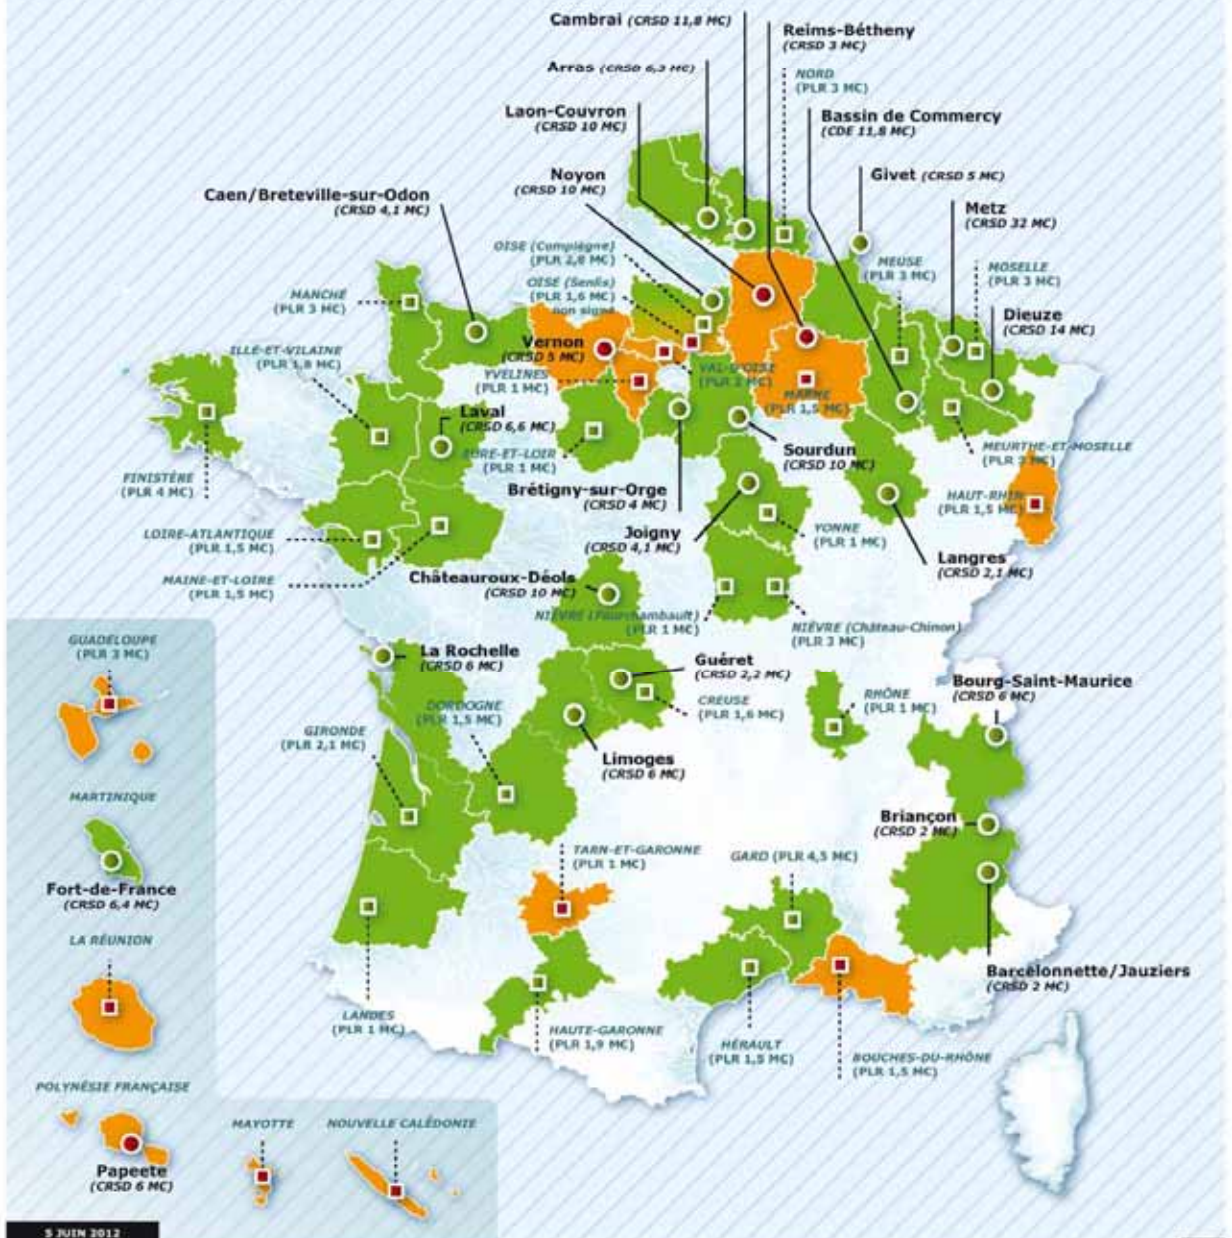 Cambrai (CRSD 11,8 MC)
Reims-Bétheny
(CRSD 3 MC)
Arras (CRSD 6,3 MC)
NORD
(PLR 3 MC)
Laon-Couvron
(CRSD 10 MC)
Bassin de Commercy
(CDE 11,8 MC)
Noyon
(CRSD 10 MC)
Givet (CRSD 5 MC)
Caen/Breteville-sur-Odon
(CRSD 4,1 MC)
Metz
(CRSD 32 MC)
OISE (Compiègne)
(PLR 2,8 MC)
MEUSE
(PLR 3 MC)
MOSELLE
(PLR 3 MC)
OISE (Senlis)
(PLR 1,6 MC)
non signé
MANCHE
(PLR 3 MC)
Dieuze
(CRSD 14 MC)
Vernon
(CRSD 5 MC)
ILLE-ET-VILAINE
(PLR 1,8 MC)
YVELINES
(PLR 1 MC)
VAL-D'OISE
(PLR 2 MC)
MARNE
(PLR 1,5 MC)
Laval
(CRSD 6,6 MC)
EURE-ET-LOIR
(PLR 1 MC)
Sourdun
(CRSD 10 MC)
MEURTHE-ET-MOSELLE
(PLR MC)
FINISTÈRE
(PLR 4 MC)
Brétigny-sur-Orge
(CRSD 4 MC)
HAUT-RHIN
(PLR 1,5 MC)
LOIRE-ATLANTIQUE
(PLR 1,5 MC)
Joigny
(CRSD 4,1 MC)
YONNE
(PLR 1 MC)
Langres
(CRSD 2,1 MC)
MAINE-ET-LOIRE
(PLR 1,5 MC)
Châteauroux-Déols
(CRSD 10 MC)
NIÈVRE (Fourchambault)
(PLR 1 MC)
NIÈVRE (Château-Chinon)
(PLR 3 MC)
GUADELOUPE
(PLR 3 MC)
La Rochelle
(CRSD 6 MC)
Guéret
(CRSD 2,2 MC)
Bourg-Saint-Maurice
(CRSD 6 MC)
CREUSE
(PLR 1,6 MC)
RHÔNE
(PLR 1 MC)
DORDOGNE
(PLR 1,5 MC)
GIRONDE
(PLR 2,1 MC)
Limoges
(CRSD 6 MC)
MARTINIQUE
Briançon
(CRSD 2 MC)
TARN-ET-GARONNE
(PLR 1 MC)
GARD (PLR 4,5 MC)
Fort-de-France
(CRSD 6,4 MC)
LA RÉUNION
Barcelonnette/Jauziers
(CRSD 2 MC)
LANDES
(PLR 1 MC)
HAUTE-GARONNE
(PLR 1,9 MC)
HÉRAULT
(PLR 1,5 MC)
BOUCHES-DU-RHÔNE
(PLR 1,5 MC)
POLYNÉSIE FRANÇAISE
MAYOTTE
NOUVELLE CALÉDONIE
Papeete
(CRSD 6 MC)
5 JUIN 2012